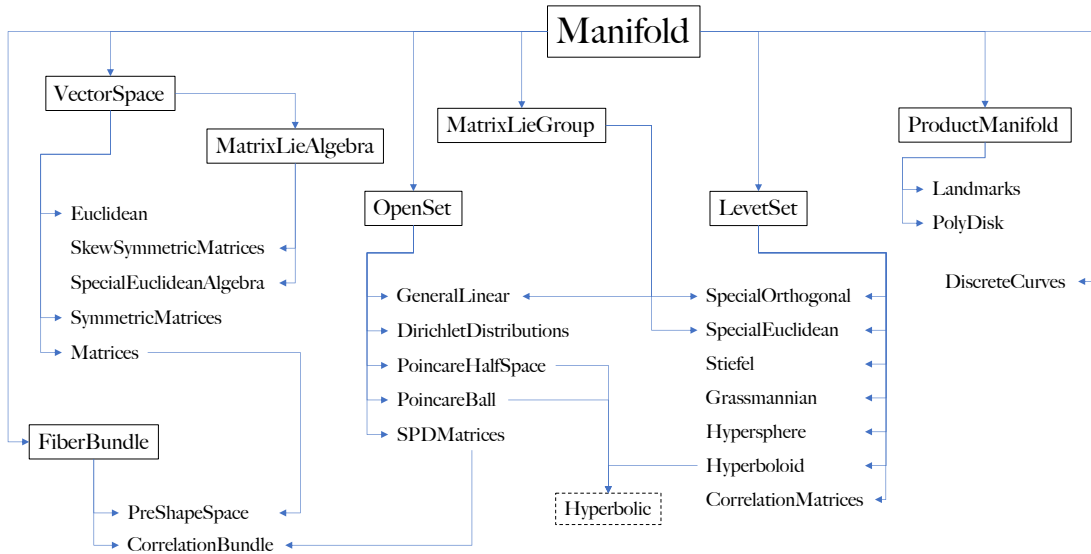 Manifold
VectorSpace
MatrixLieAlgebra
MatrixLieGroup
ProductManifold
OpenSet
LevetSet
Landmarks
PolyDisk
Euclidean
SkewSymmetricMatrices
SpecialEuclideanAlgebra
SymmetricMatrices
Matrices
GeneralLinear
DirichletDistributions
PoincareHalfSpace
PoincareBall
SPDMatrices
SpecialOrthogonal
SpecialEuclidean
Stiefel
Grassmannian
Hypersphere
Hyperboloid
CorrelationMatrices
DiscreteCurves
FiberBundle
PreShapeSpace
CorrelationBundle
Hyperbolic